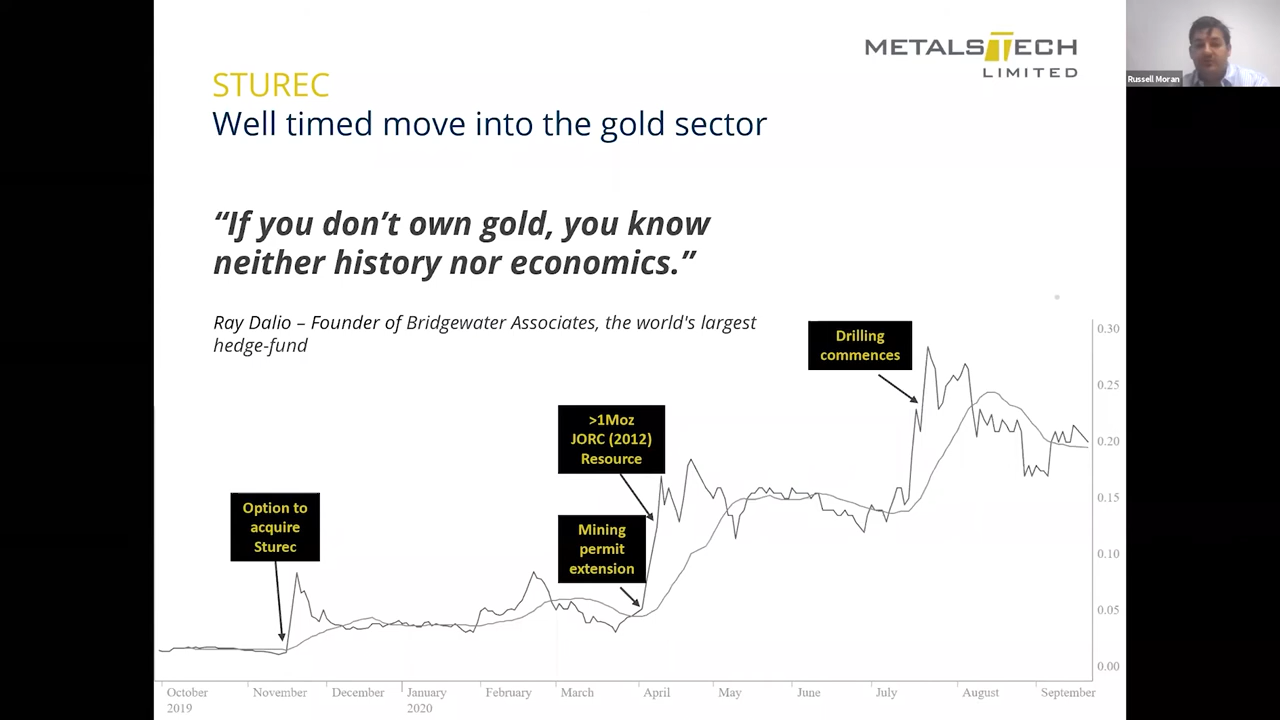 METALSTECH
LIMITED
Russell Moran
STUREC
Well timed move into the gold sector
“If you don’t own gold, you know
neither history nor economics.”
Ray Dalio – Founder of Bridgewater Associates, the world's largest
hedge-fund
Drilling
commences
>1Moz
JORC (2012)
Resource
Option to
acquire
Sturec
Mining
permit
extension
0.30
0.25
0.20
0.15
0.10
0.05
0.00
October
2019
November
December
January
2020
February
March
April
May
June
July
August
September